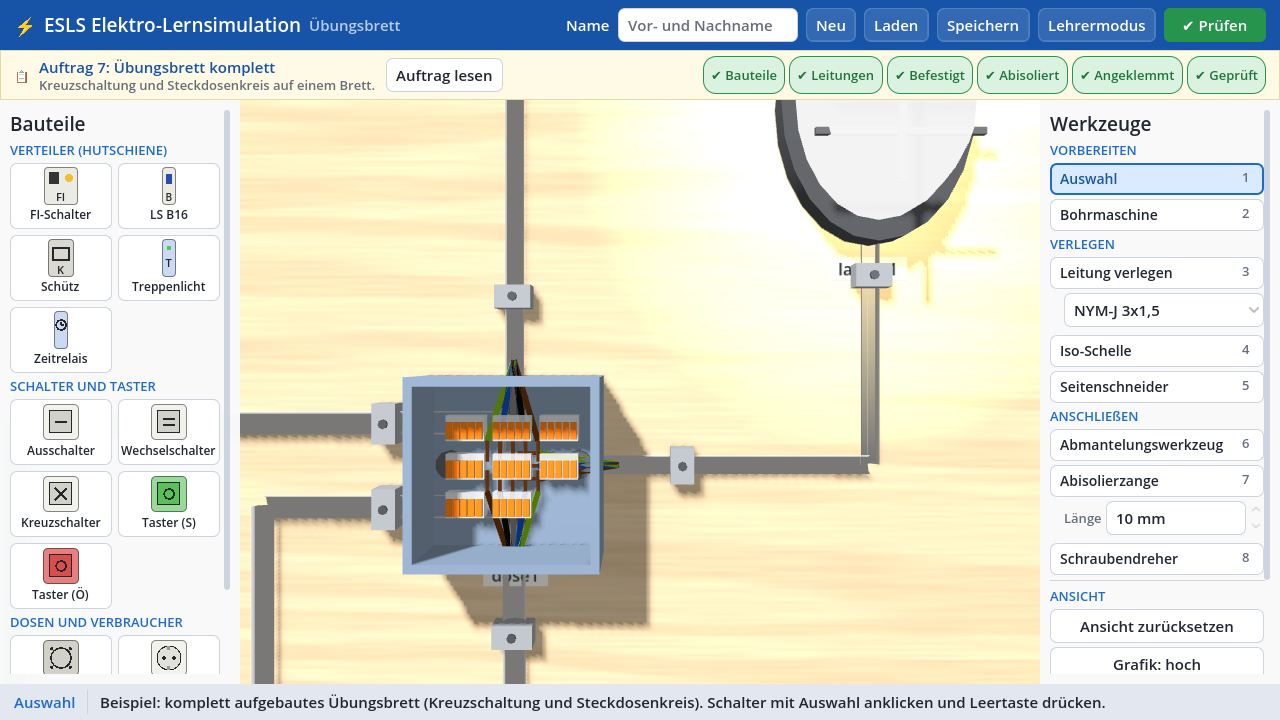 ⚡ ESLS Elektro-Lernsimulation Übungsbrett
Name Vor- und Nachname Neu Laden Speichern Lehrermodus ✔ Prüfen
Auftrag 7: Übungsbrett komplett
Kreuzschaltung und Steckdosenkreis auf einem Brett.
Auftrag lesen
✔ Bauteile ✔ Leitungen ✔ Befestigt ✔ Abisoliert ✔ Angeklemmt ✔ Geprüft
Bauteile
VERTEILER (HUTSCHIENE)
FI
FI-Schalter
B
LS B16
K
Schütz
T
Treppenlicht
Zeitrelais
SCHALTER UND TASTER
Ausschalter
Wechselschalter
Kreuzschalter
Taster (S)
Taster (Ö)
DOSEN UND VERBRAUCHER
dose1
Werkzeuge
VORBEREITEN
Auswahl 1
Bohrmaschine 2
VERLEGEN
Leitung verlegen 3
NYM-J 3x1,5
Iso-Schelle 4
Seitenschneider 5
ANSCHLIEßEN
Abmantelungswerkzeug 6
Abisolierzange 7
Länge 10 mm
Schraubendreher 8
ANSICHT
Ansicht zurücksetzen
Grafik: hoch
Auswahl Beispiel: komplett aufgebautes Übungsbrett (Kreuzschaltung und Steckdosenkreis). Schalter mit Auswahl anklicken und Leertaste drücken.